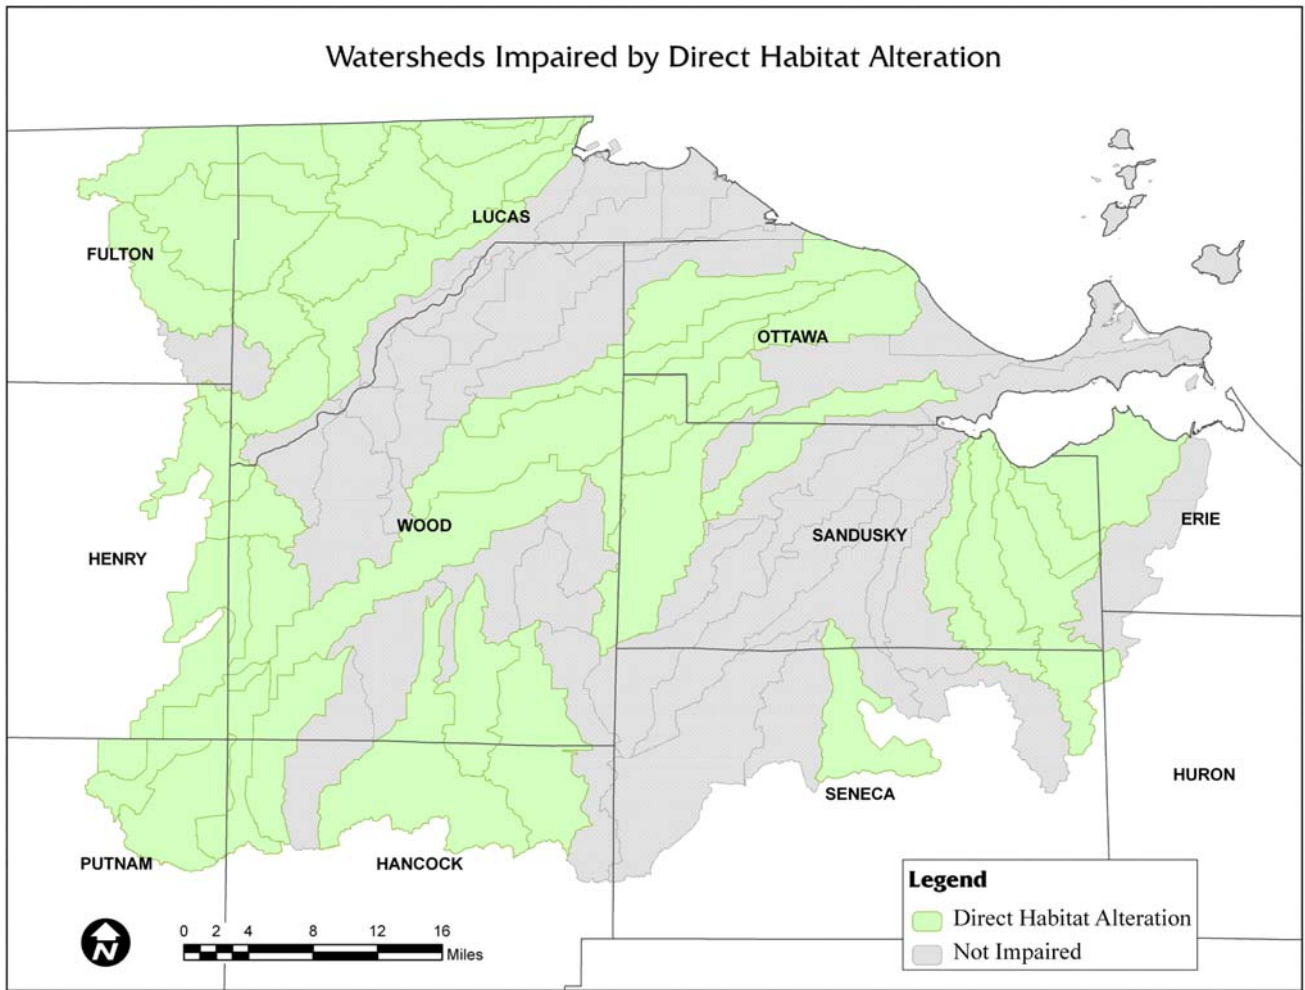 Watersheds Impaired by Direct Habitat Alteration
LUCAS
FULTON
OTTAWA
WOOD
ERIE
SANDUSKY
HENRY
HURON
SENECA
PUTNAM
HANCOCK
Legend
Direct Habitat Alteration
Not Impaired
N
0 2 4 8 12 16
Miles